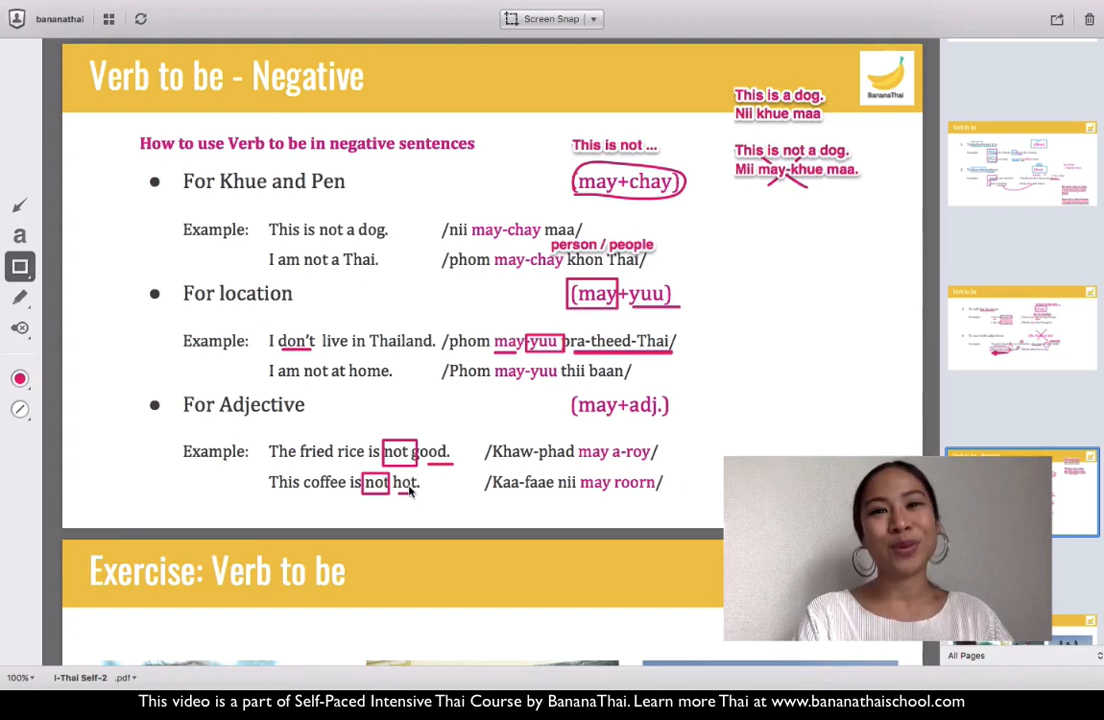 bananathai
Screen Snap
Verb to be - Negative
BananaThai
This is a dog.
Nii khue maa
This is not a dog.
Mii may-khue maa.
How to use Verb to be in negative sentences
This is not ...
For Khue and Pen
(may+chay)
Example: This is not a dog. /nii may-chay maa/
person / people
I am not a Thai. /phom may-chay khon Thai/
For location
(may+yuu)
Example: I don't live in Thailand. /phom may-yuu pra-theed-Thai/
I am not at home. /Phom may-yuu thii baan/
For Adjective
(may+adj.)
Example: The fried rice is not good. /Khaw-phad may a-roy/
This coffee is not hot. /Kaa-faae nii may roorn/
Exercise: Verb to be
a
All Pages
100%
I-Thai Self-2 .pdf
This video is a part of Self-Paced Intensive Thai Course by BananaThai. Learn more Thai at www.bananathaischool.com